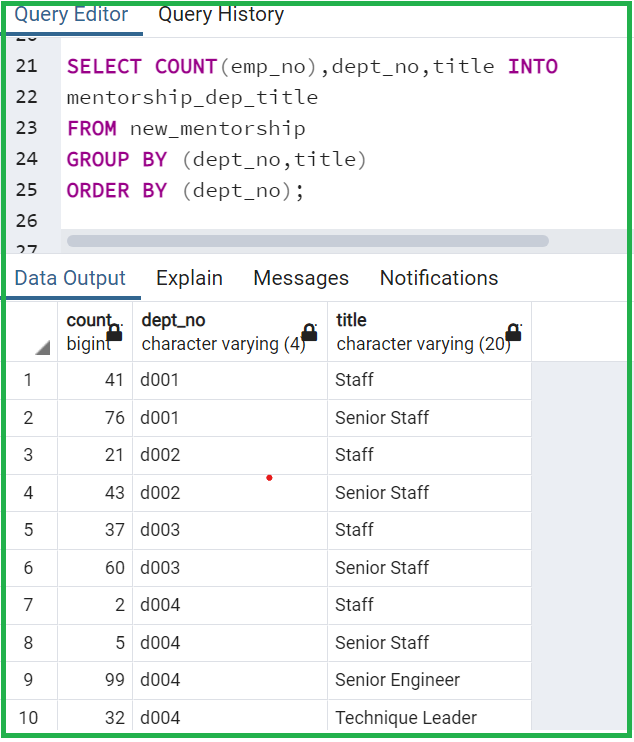 Query Editor Query History
20
21 SELECT COUNT(emp_no),dept_no,title INTO
22 mentorship_dep_title
23 FROM new_mentorship
24 GROUP BY (dept_no,title)
25 ORDER BY (dept_no);
26
27
Data Output Explain Messages Notifications
count.. dept_no title
bigint character varying (4) character varying (20)
1 41 d001 Staff
2 76 d001 Senior Staff
3 21 d002 Staff
4 43 d002 Senior Staff
5 37 d003 Staff
6 60 d003 Senior Staff
7 2 d004 Staff
8 5 d004 Senior Staff
9 99 d004 Senior Engineer
10 32 d004 Technique Leader